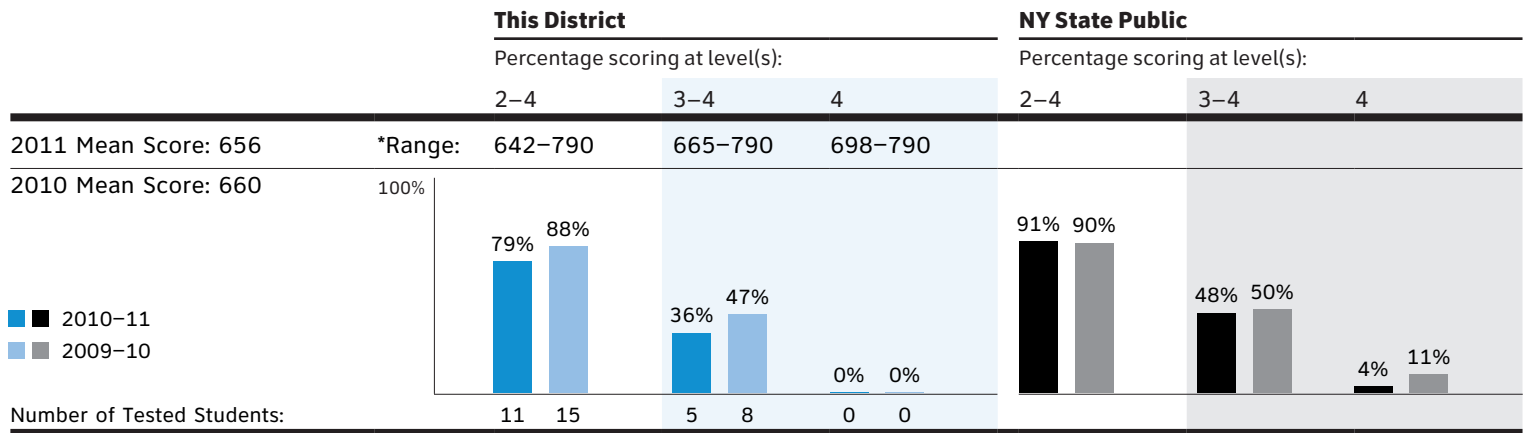 This District NY State Public
Percentage scoring at level(s): Percentage scoring at level(s):
2–4 3–4 4 2–4 3–4 4
2011 Mean Score: 656 *Range: 642–790 665–790 698–790
2010 Mean Score: 660 100%
79% 88% 36% 47% 0% 0% 91% 90% 48% 50% 4% 11%
2010–11
2009–10
Number of Tested Students: 11 15 5 8 0 0